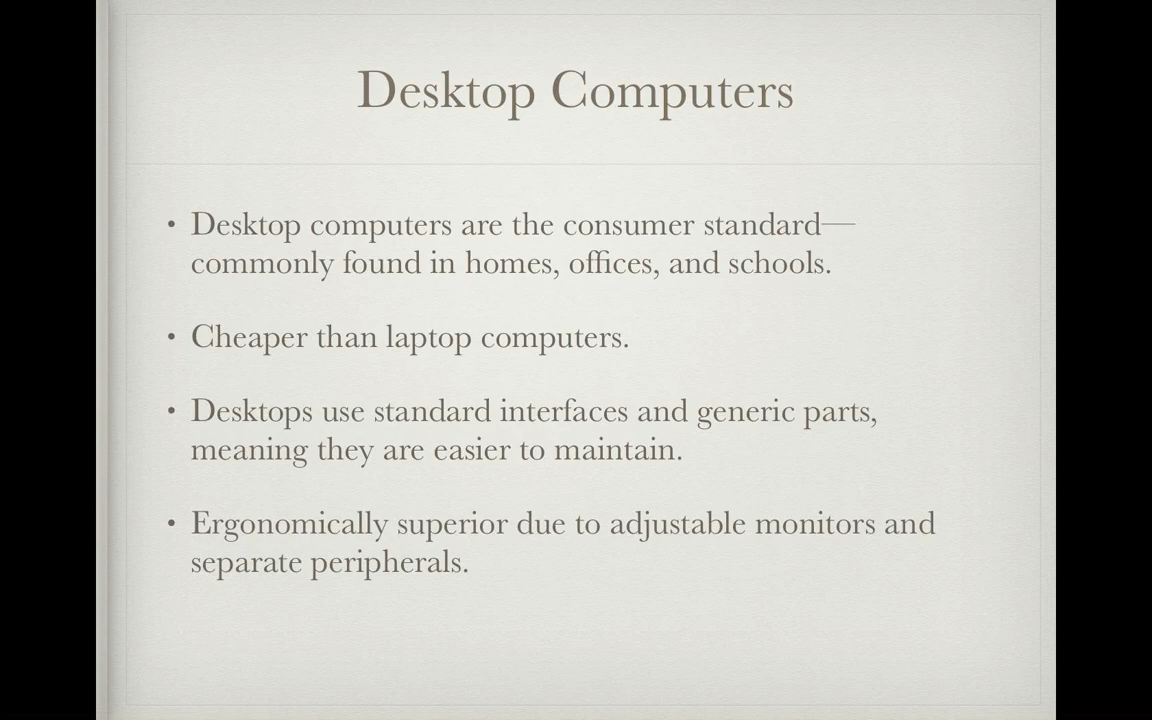 Desktop Computers
• Desktop computers are the consumer standard—
commonly found in homes, offices, and schools.
• Cheaper than laptop computers.
• Desktops use standard interfaces and generic parts,
meaning they are easier to maintain.
• Ergonomically superior due to adjustable monitors and
separate peripherals.